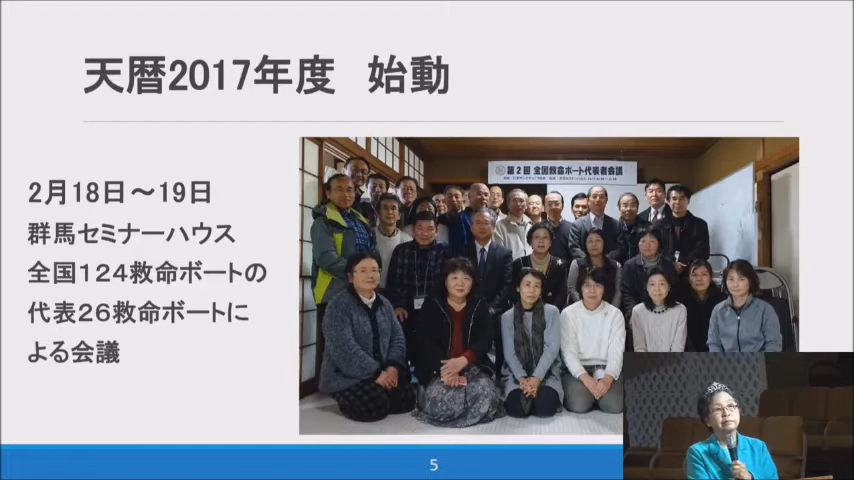 天暦2017年度　始動
2月18日～19日
群馬セミナーハウス
全国１２４救命ボートの
代表２６救命ボートに
よる会議
第２回 全国救命ボート代表者会議
5